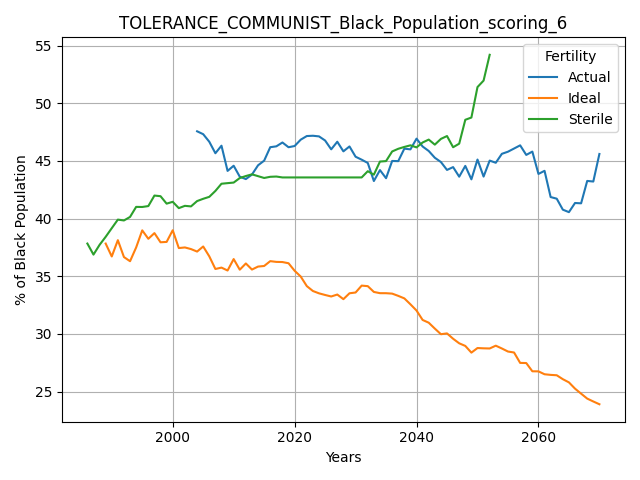 TOLERANCE_COMMUNIST_Black_Population_scoring_6
Fertility
Actual
Ideal
Sterile
% of Black Population
55
50
45
40
35
30
25
2000
2020
2040
2060
Years